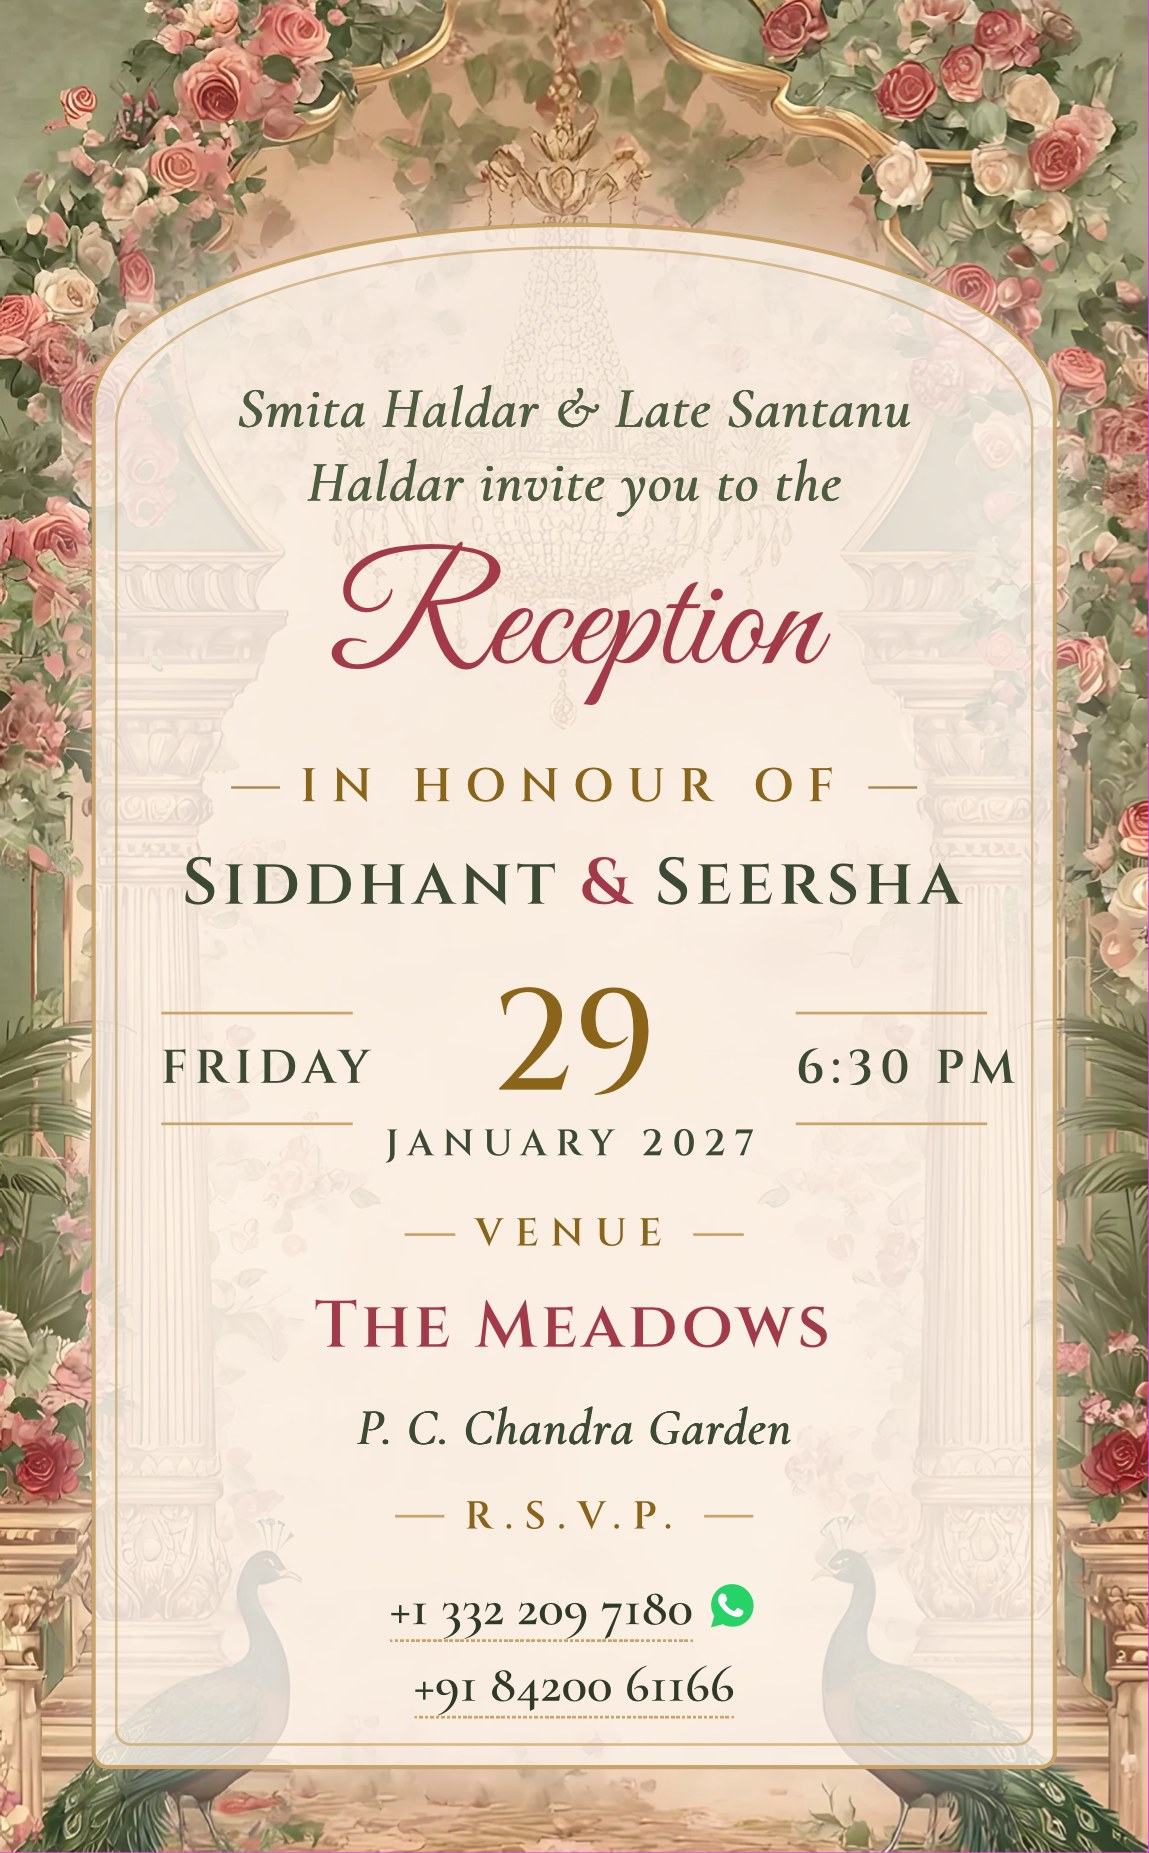 Smita Haldar & Late Santanu
Haldar invite you to the
Reception
IN HONOUR OF
SIDDHANT & SEERSHA
FRIDAY
29
6:30 PM
JANUARY 2027
VENUE
THE MEADOWS
P. C. Chandra Garden
R.S.V.P.
+1 332 209 7180
+91 84200 61166